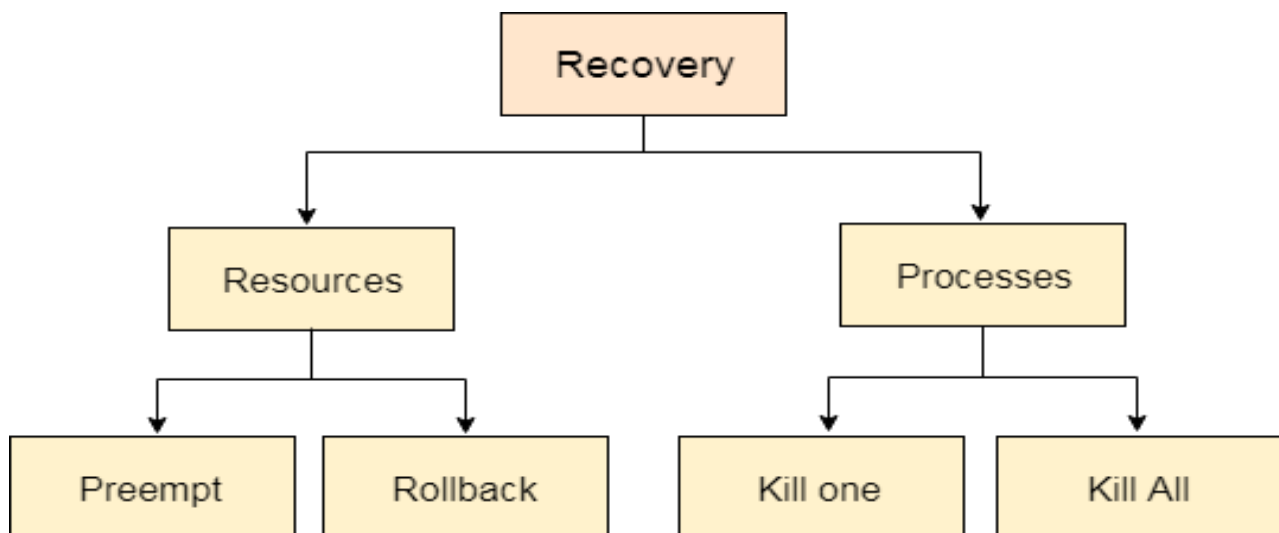 Recovery
Resources
Processes
Preempt
Rollback
Kill one
Kill All